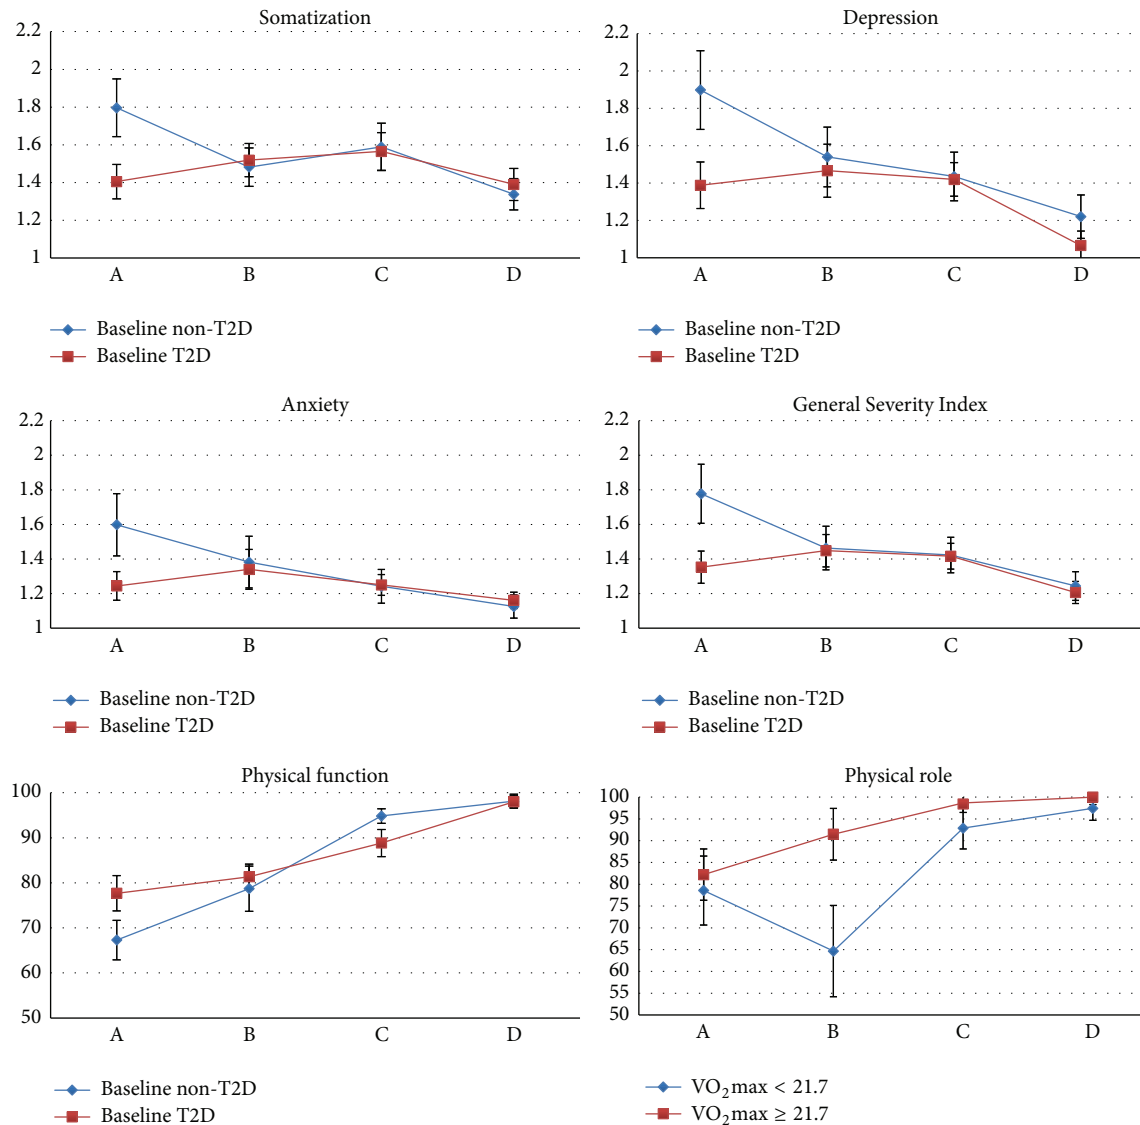 Somatization
2.2
2
1.8
1.6
1.4
1.2
1
A B C D
Baseline non-T2D
Baseline T2D
Depression
2.2
2
1.8
1.6
1.4
1.2
1
A B C D
Baseline non-T2D
Baseline T2D
Anxiety
2.2
2
1.8
1.6
1.4
1.2
1
A B C D
Baseline non-T2D
Baseline T2D
General Severity Index
2.2
2
1.8
1.6
1.4
1.2
1
A B C D
Baseline non-T2D
Baseline T2D
Physical function
100
90
80
70
60
50
A B C D
Baseline non-T2D
Baseline T2D
Physical role
100
95
90
85
80
75
70
65
60
55
50
A B C D
VO₂max < 21.7
VO₂max ≥ 21.7